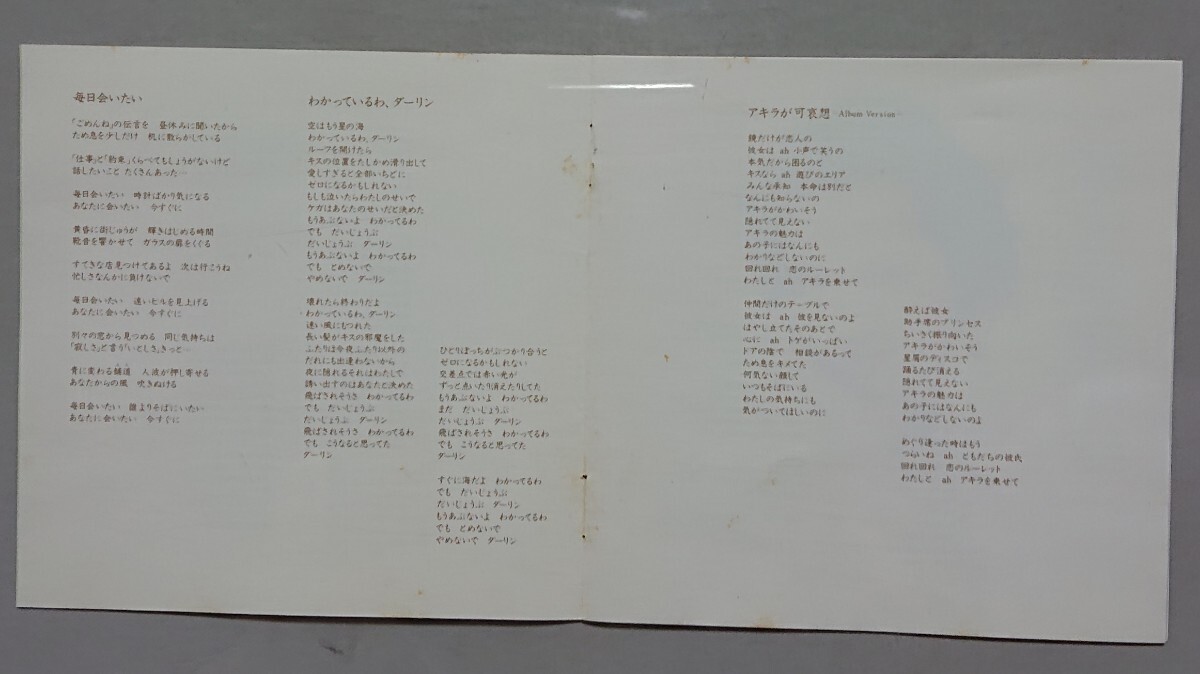 毎日会いたい
「ごめんね」の伝言を　昼休みに聞いたから
ため息を少しだけ　机に散らかしている
「仕事」と「約束」くらべてもしょうがないけど
話したいこと たくさんあった…
毎日会いたい　時計ばかり気になる
あなたに会いたい　今すぐに
黄昏に街じゅうが　輝きはじめる時間
靴音を響かせて　ガラスの扉をくぐる
すてきな店見つけてあるよ　次は行こうね
忙しさなんかに負けないで
毎日会いたい　遠いビルを見上げる
あなたに会いたい　今すぐに
別々の窓から見つめる　同じ気持ちは
「寂しさ」と言う「いとしさ」きっと…
青に変わる舗道　人波が押し寄せる
あなたからの風　吹きぬける
毎日会いたい　誰よりそばにいたい
あなたに会いたい　今すぐに
わかっているわ、ダーリン
空はもう星の海
わかっているわ、ダーリン
ルーフを開けたら
キスの位置をたしかめ滑り出して
愛しすぎると全部いちどに
ゼロになるかもしれない
もしも泣いたらわたしのせいで
ケガはあなたのせいだと決めた
もうあぶないよ　わかってるわ
でも　だいじょうぶ
だいじょうぶ　ダーリン
もうあぶないよ　わかってるわ
でも　とめないで
やめないで　ダーリン
壊れたら終わりだよ
わかっているわ、ダーリン
速い風にもつれた
長い髪がキスの邪魔をした
ふたりは今夜ふたり以外の
だれにも出逢わないから
夜に隠れるそれはわたしで
誘い出すのはあなたと決めた
飛ばされそうさ　わかってるわ
でも　だいじょうぶ
だいじょうぶ　ダーリン
飛ばされそうさ　わかってるわ
でも　こうなると思ってた
ダーリン
ひとりぼっちがぶつかり合うと
ゼロになるかもしれない
交差点では赤い光が
ずっと点いたり消えたりしてた
もうあぶないよ　わかってるわ
まだ　だいじょうぶ
だいじょうぶ　ダーリン
飛ばされそうさ　わかってるわ
でも　こうなると思ってた
ダーリン
すぐに海だよ　わかってるわ
でも　だいじょうぶ
だいじょうぶ　ダーリン
もうあぶないよ　わかってるわ
でも　とめないで
やめないで　ダーリン
アキラが可哀想 —Album Version—
鏡だけが恋人の
彼女は　ah　小声で笑うの
本気だから困るのと
キスなら　ah　遊びのエリア
みんな承知　本命は別だと
なんにも知らないの
アキラがかわいそう
隠れてて見えない
アキラの魅力は
あの子にはなんにも
わかりなどしないのに
回れ回れ　恋のルーレット
わたしと　ah　アキラを乗せて
仲間だけのテーブルで
彼女は　ah　彼を見ないのよ
はやし立てたそのあとで
心に　ah　トゲがいっぱい
ドアの陰で　相談があるって
ため息をキメてた
何気ない顔して
いつもそばにいる
わたしの気持ちにも
気がついてほしいのに
酔えば彼女
助手席のプリンセス
ちいさく振り向いた
アキラがかわいそう
星屑のディスコで
踊るたび消える
隠れてて見えない
アキラの魅力は
あの子にはなんにも
わかりなどしないのよ
めぐり逢った時はもう
つらいね　ah　ともだちの彼氏
回れ回れ　恋のルーレット
わたしと　ah　アキラを乗せて